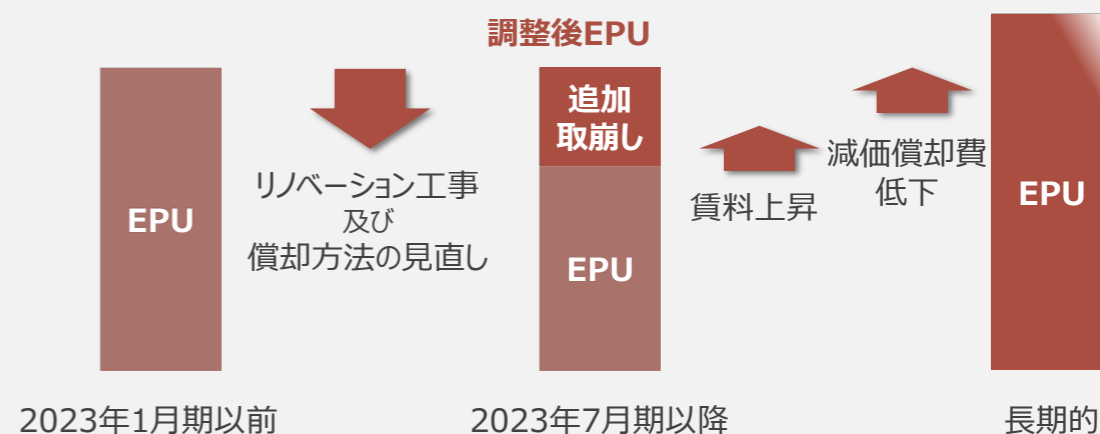 調整後EPU
EPU
リノベーション工事
及び
償却方法の見直し
追加
取崩し
EPU
賃料上昇
減価償却費
低下
EPU
2023年1月期以前
2023年7月期以降
長期的